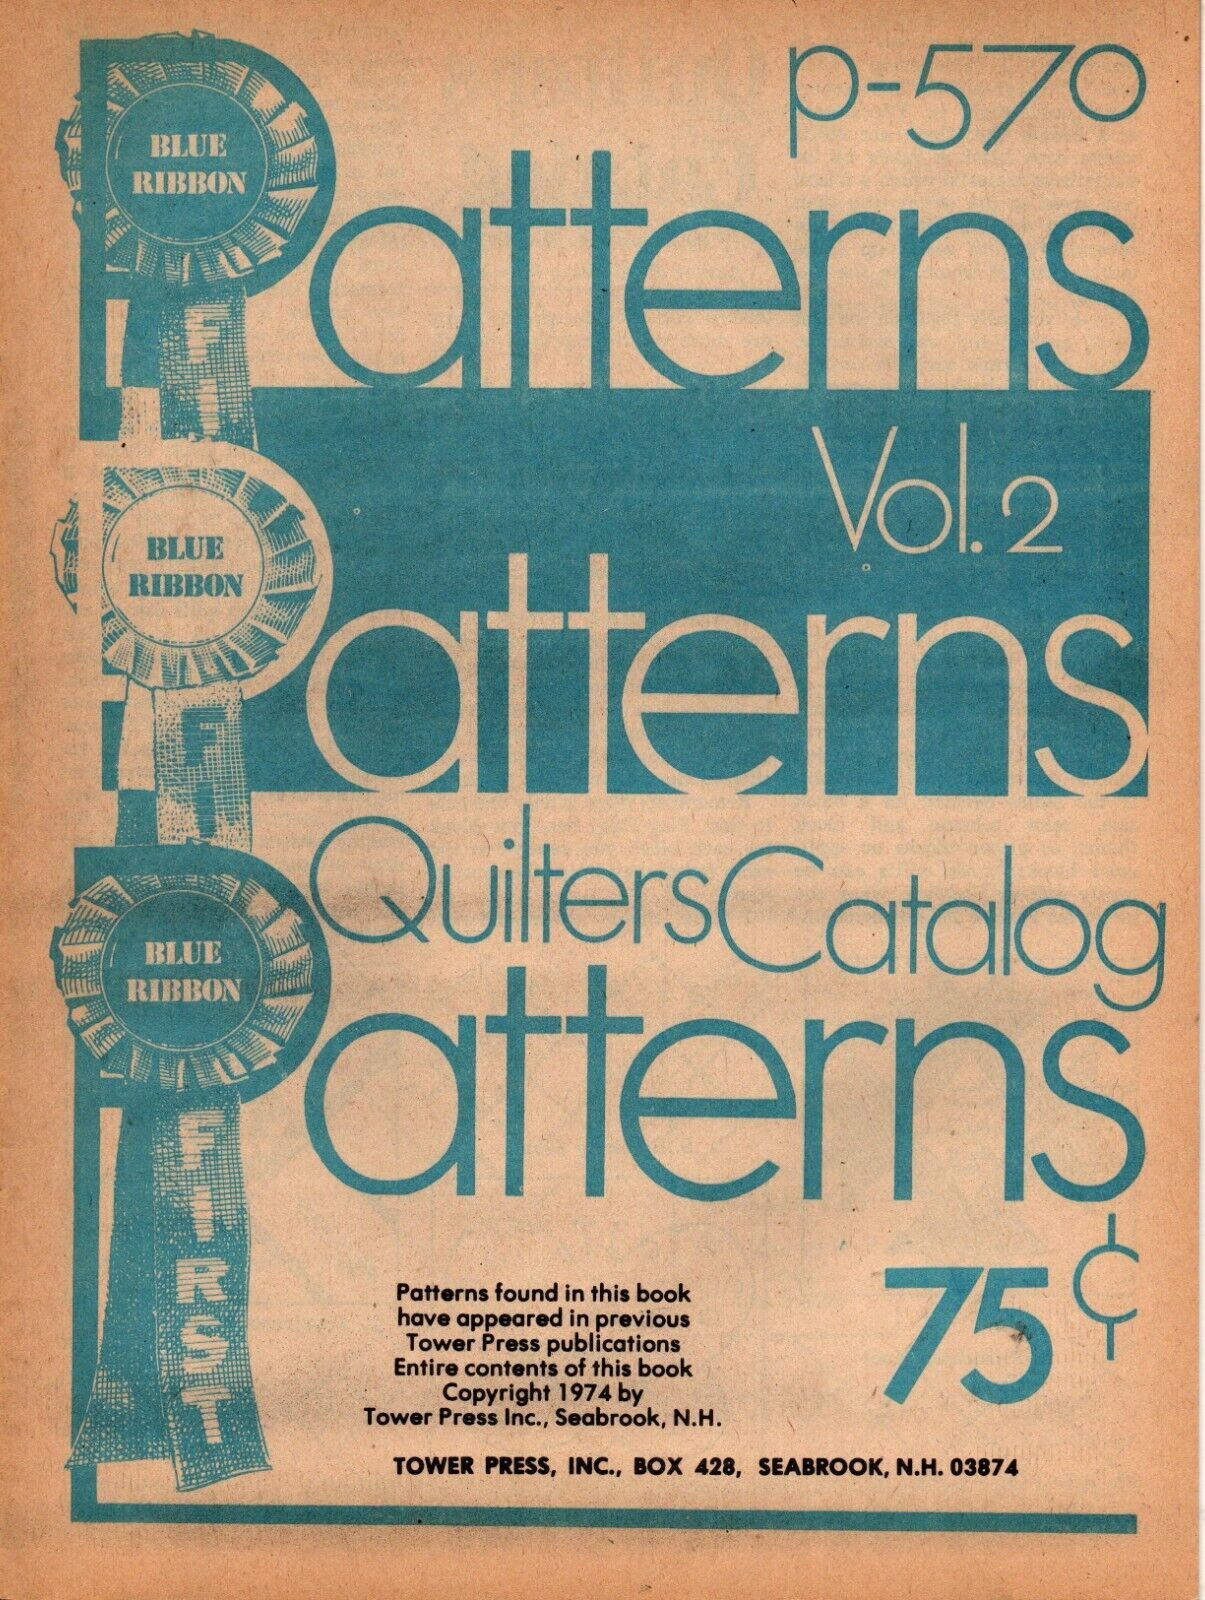 p-570
BLUE
RIBBON
Patterns
FI
Vol. 2
BLUE
RIBBON
Patterns
FI
Quilters Catalog
BLUE
RIBBON
Patterns
FIRST
75¢
Patterns found in this book
have appeared in previous
Tower Press publications
Entire contents of this book
Copyright 1974 by
Tower Press Inc., Seabrook, N.H.
TOWER PRESS, INC., BOX 428, SEABROOK, N.H. 03874